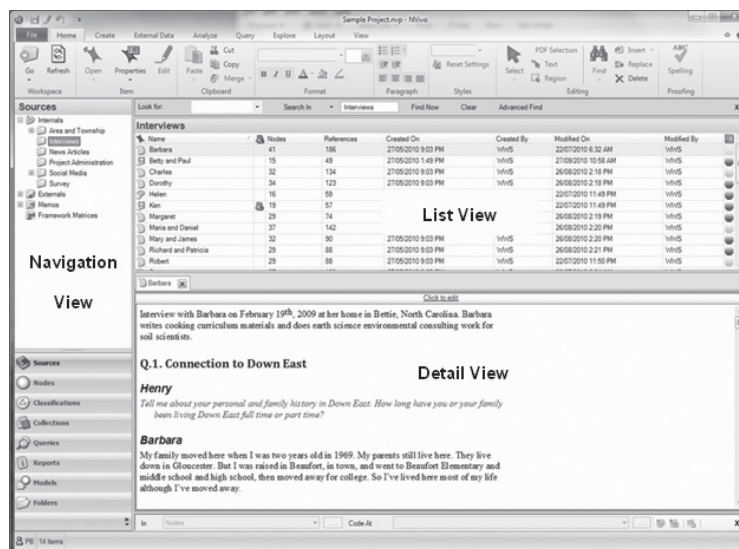 Sample Project.nvp - NVivo
File Home Create External Data Analyze Query Explore Layout View
Go Refresh Open Properties Edit Paste Cut Copy Merge
B I U A
Reset Settings
Select PDF Selection Text Region Find Insert Replace Delete
ABC Spelling
Workspace Item Clipboard Format Paragraph Styles Editing Proofing
Sources
Internals
Area and Township
Interviews
News Articles
Project Administration
Social Media
Survey
Externals
Memos
Framework Matrices
Navigation
View
Sources
Nodes
Classifications
Collections
Queries
Reports
Models
Folders
Look for: Search In Interviews Find Now Clear Advanced Find X
Interviews
Name Nodes References Created On Created By Modified On Modified By
Barbara 41 186 27/05/2010 9:03 PM WWS 22/07/2010 6:32 AM WWS
Betty and Paul 15 49 27/05/2010 1:49 PM WWS 27/09/2010 10:58 AM WWS
Charles 32 134 27/05/2010 9:03 PM WWS 26/08/2010 2:18 PM WWS
Dorothy 34 123 27/05/2010 9:03 PM WWS 26/08/2010 2:18 PM WWS
Helen 16 59 22/07/2010 11:49 PM WWS
Ken 19 57 22/07/2010 11:49 PM WWS
Margaret 29 74 26/08/2010 2:19 PM WWS
Maria and Daniel 37 142 26/08/2010 2:20 PM WWS
Mary and James 32 90 27/05/2010 9:03 PM WWS 26/08/2010 2:20 PM WWS
Richard and Patricia 29 88 27/05/2010 9:03 PM WWS 26/08/2010 2:21 PM WWS
Robert 29 88 27/05/2010 9:03 PM WWS 22/07/2010 11:50 PM WWS
List View
Barbara
Click to edit
Interview with Barbara on February 19th, 2009 at her home in Bettie, North Carolina. Barbara
writes cooking curriculum materials and does earth science environmental consulting work for
soil scientists.
Q.1. Connection to Down East
Detail View
Henry
Tell me about your personal and family history in Down East. How long have you or your family
been living Down East full time or part time?
Barbara
My family moved here when I was two years old in 1969. My parents still live here. They live
down in Gloucester. But I was raised in Beaufort, in town, and went to Beaufort Elementary and
middle school and high school, then moved away for college. So I've lived here most of my life
although I've moved away.
In Nodes Code At X
PB 14 Items